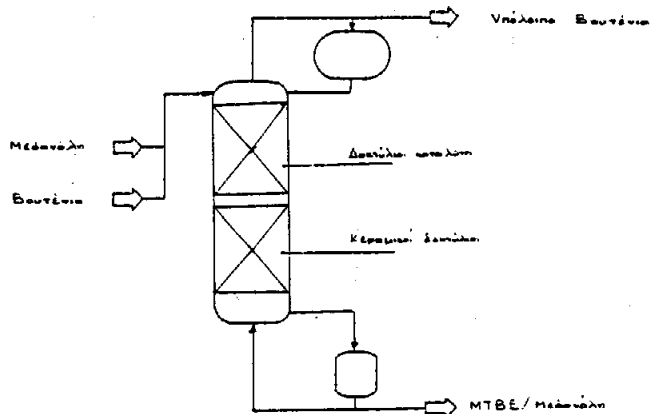 Υπόλοιπα Βουτένια
Μεθανόλη
Δακτύλιοι καταλύτη
Βουτένια
Κεραμικοί δακτύλιοι
MTBE/Μεθανόλη